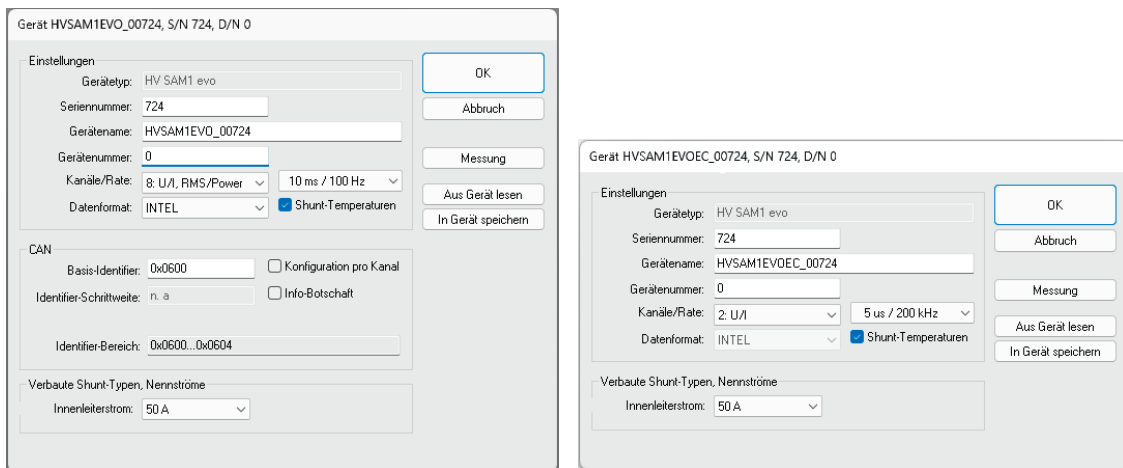 Gerät HVSAM1EVO_00724, S/N 724, D/N 0
Einstellungen
Gerätetyp: HV SAM1 evo
Seriennummer: 724
Gerätename: HVSAM1EVO_00724
Gerätenummer: 0
Kanäle/Rate: 8: U/I, RMS/Power 10 ms / 100 Hz
Datenformat: INTEL Shunt-Temperaturen
OK
Abbruch
Messung
Aus Gerät lesen
In Gerät speichern
CAN
Basis-Identifier: 0x0600 Konfiguration pro Kanal
Identifier-Schrittweite: n. a Info-Botschaft
Identifier-Bereich: 0x0600...0x0604
Verbaute Shunt-Typen, Nennströme
Innenleiterstrom: 50 A
Gerät HVSAM1EVOEC_00724, S/N 724, D/N 0
Einstellungen
Gerätetyp: HV SAM1 evo
Seriennummer: 724
Gerätename: HVSAM1EVOEC_00724
Gerätenummer: 0
Kanäle/Rate: 2: U/I 5 us / 200 kHz
Datenformat: INTEL Shunt-Temperaturen
OK
Abbruch
Messung
Aus Gerät lesen
In Gerät speichern
Verbaute Shunt-Typen, Nennströme
Innenleiterstrom: 50 A